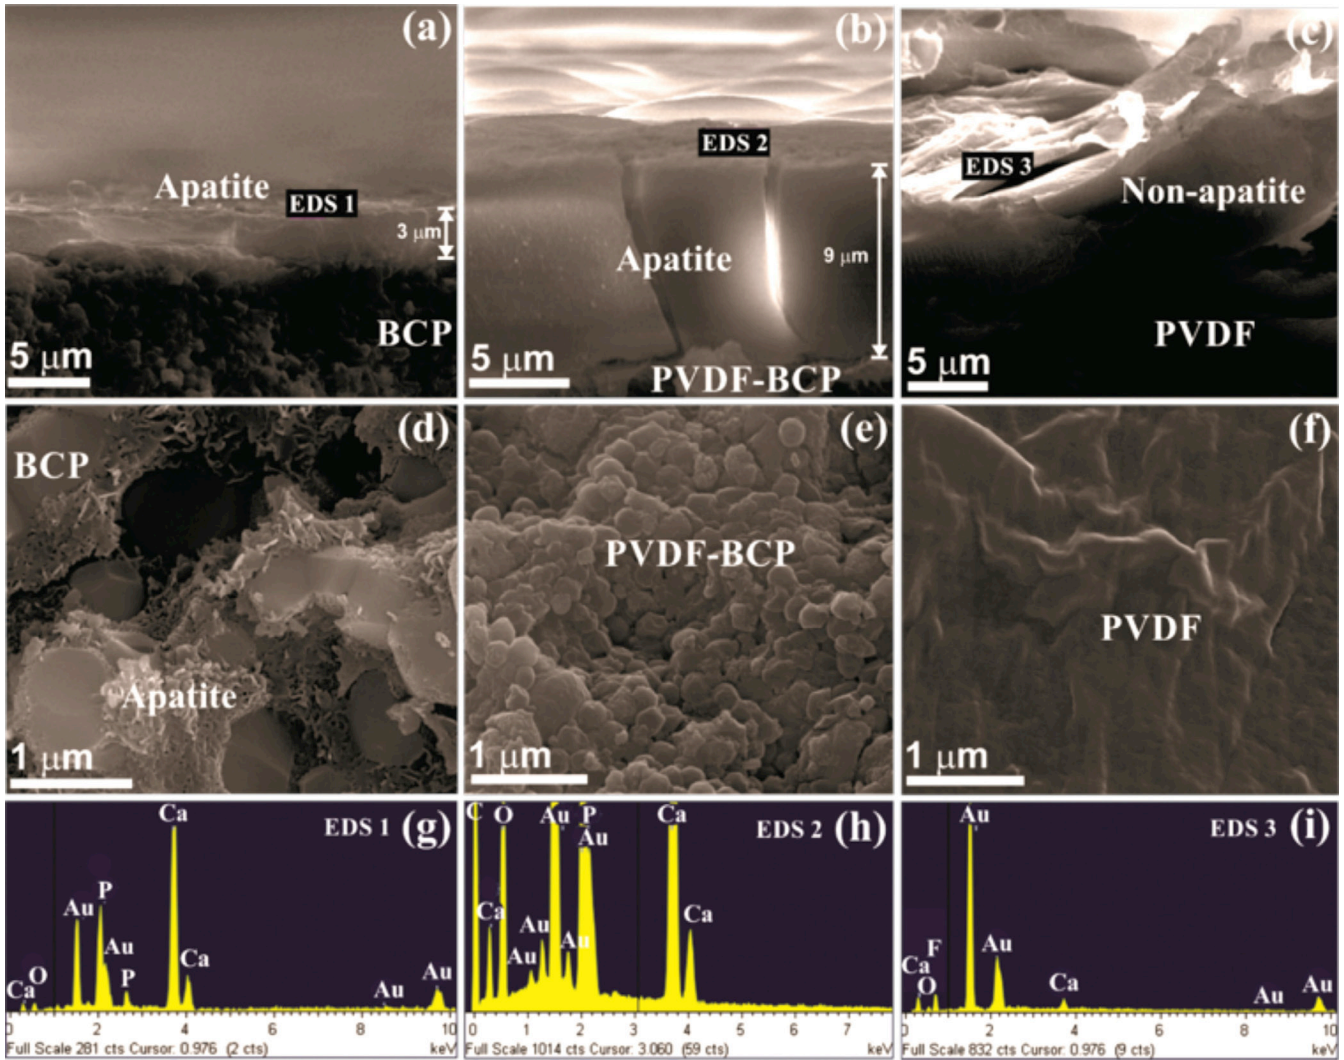 (a)
Apatite
EDS 1
3 μm
BCP
5 μm
(b)
EDS 2
Apatite
9 μm
5 μm
PVDF-BCP
(c)
EDS 3
Non-apatite
PVDF
5 μm
(d)
BCP
Apatite
1 μm
(e)
PVDF-BCP
1 μm
(f)
PVDF
1 μm
Ca
EDS 1 (g)
P
Au
Au
Ca
P
O
Ca
Au
Au
0 2 4 6 8 10
Full Scale 281 cts Cursor: 0.976 (2 cts) keV
C O Au P Ca
EDS 2 (h)
Au
Ca
Ca
Au
Au
Au
0 1 2 3 4 5 6 7
Full Scale 1014 cts Cursor: 3.060 (59 cts) keV
Au
EDS 3 (i)
F
Au
Ca
O
Ca
Au
Au
0 2 4 6 8 10
Full Scale 832 cts Cursor: 0.976 (9 cts) keV